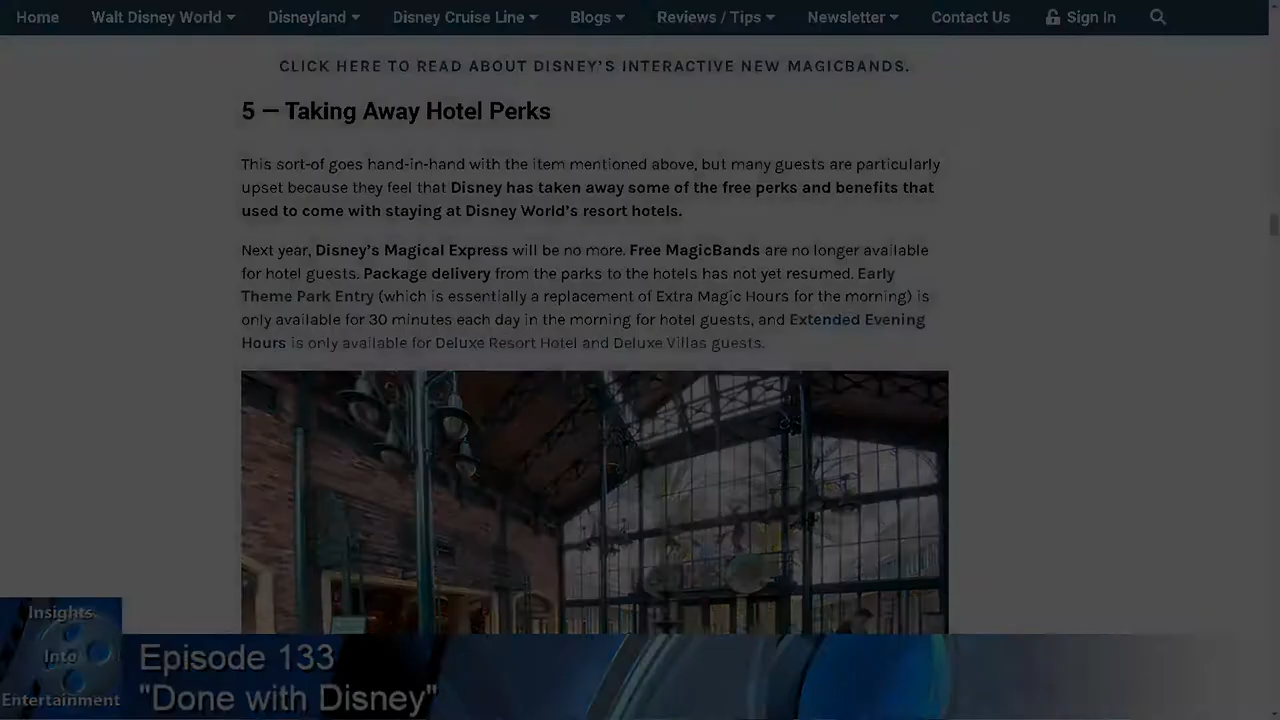 Home Walt Disney World Disneyland Disney Cruise Line Blogs Reviews / Tips Newsletter Contact Us Sign In
CLICK HERE TO READ ABOUT DISNEY’S INTERACTIVE NEW MAGICBANDS.
5 — Taking Away Hotel Perks
This sort-of goes hand-in-hand with the item mentioned above, but many guests are particularly
upset because they feel that Disney has taken away some of the free perks and benefits that
used to come with staying at Disney World’s resort hotels.
Next year, Disney’s Magical Express will be no more. Free MagicBands are no longer available
for hotel guests. Package delivery from the parks to the hotels has not yet resumed. Early
Theme Park Entry (which is essentially a replacement of Extra Magic Hours for the morning) is
only available for 30 minutes each day in the morning for hotel guests, and Extended Evening
Hours is only available for Deluxe Resort Hotel and Deluxe Villas guests.
Insights
Into
Entertainment
Episode 133
"Done with Disney"